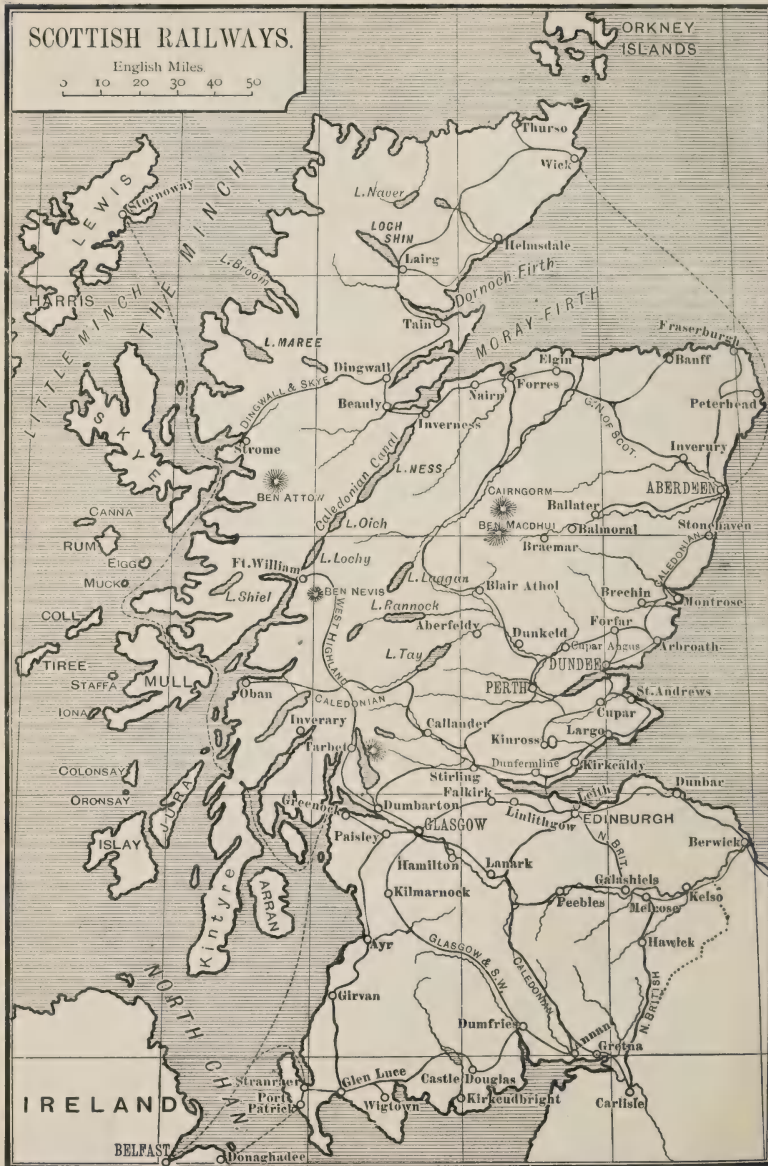 SCOTTISH RAILWAYS.
English Miles.
0 10 20 30 40 50
ORKNEY
ISLANDS
Thurso
Wick
LEWIS
Stornoway
THE MINCH
L. Naver
LOCH
SHIN
Helmsdale
Lairg
L. Broom
HARRIS
LITTLE MINCH
Dornoch Firth
Tain
MORAY FIRTH
L. MAREE
Fraserburgh
Dingwall
Elgin
Banff
DINGWALL & SKYE
Nairn
Forres
Beauly
Inverness
Peterhead
SKYE
Strome
GT. N. OF SCOT.
Inverury
Caledonian Canal
L. NESS
BEN ATTOW
CAIRNGORM
ABERDEEN
CANNA
Ballater
L. Oich
BEN MACDHUI
Balmoral
Stonehaven
RUM
Braemar
EIGG
L. Lochy
Ft. William
CALEDONIAN
MUCK
L. Shiel
BEN NEVIS
L. Laggan
Blair Athol
Brechin
Montrose
COLL
WEST HIGHLAND
L. Rannock
Aberfeldy
Dunkeld
Forfar
Cupar Angus
Arbroath
TIREE
L. Tay
DUNDEE
STAFFA
MULL
Oban
PERTH
St. Andrews
CALEDONIAN
IONA
Cupar
Inverary
Callander
Largo
Tarbet
Kinross
COLONSAY
Stirling
Dunfermline
Kirkcaldy
ORONSAY
JURA
Falkirk
Leith
Dunbar
Greenock
Dumbarton
Linlithgow
EDINBURGH
ISLAY
Paisley
GLASGOW
N. BRIT.
Berwick
Hamilton
Lanark
Galashiels
Kintyre
ARRAN
Kilmarnock
Peebles
Melrose
Kelso
Ayr
Hawick
GLASGOW & S.W.
CALEDONIAN
N. BRITISH
NORTH CHAN
Girvan
Dumfries
Annan
Gretna
Stranraer
Glen Luce
Castle Douglas
Port
Patrick
Wigtown
Kirkcudbright
Carlisle
IRELAND
BELFAST
Donaghadee